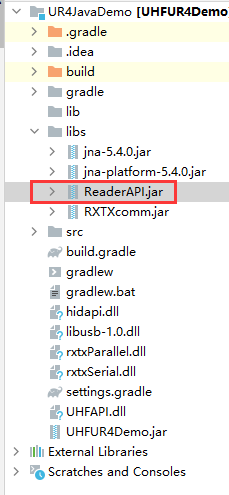 UR4JavaDemo [UHFUR4Demo
.gradle
.idea
build
gradle
lib
libs
jna-5.4.0.jar
jna-platform-5.4.0.jar
ReaderAPI.jar
RXTXcomm.jar
src
build.gradle
gradlew
gradlew.bat
hidapi.dll
libusb-1.0.dll
rxtxParallel.dll
rxtxSerial.dll
settings.gradle
UHFAPI.dll
UHFUR4Demo.jar
External Libraries
Scratches and Consoles